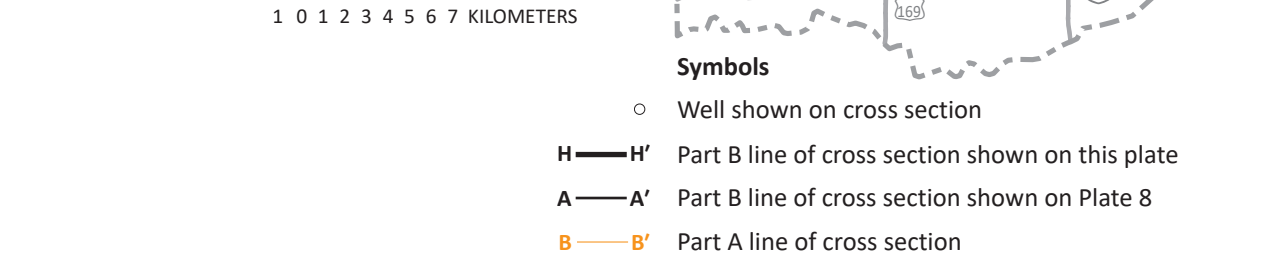 169
1 0 1 2 3 4 5 6 7 KILOMETERS
Symbols
Well shown on cross section
H H′ Part B line of cross section shown on this plate
A A′ Part B line of cross section shown on Plate 8
B B′ Part A line of cross section